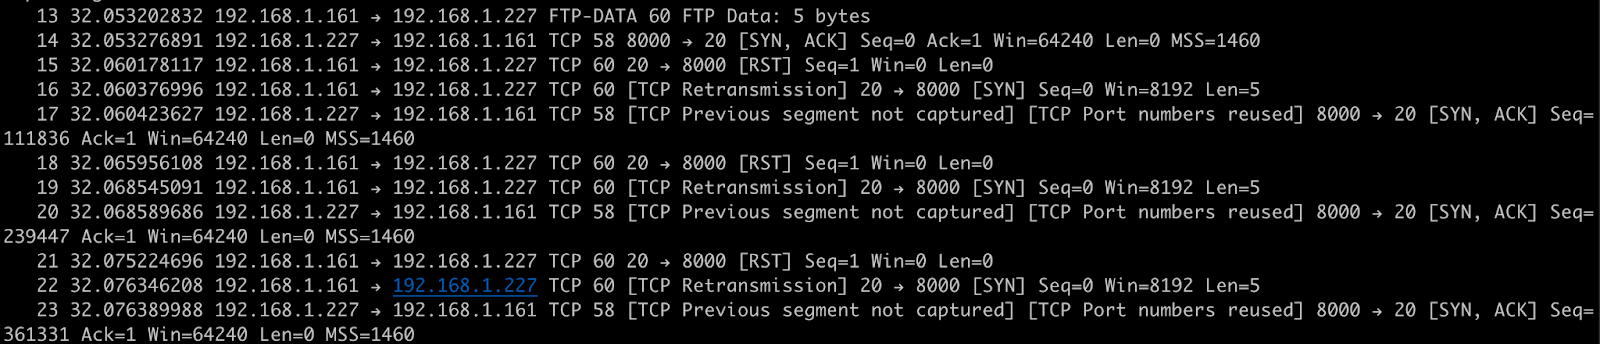 13 32.053202832 192.168.1.161 → 192.168.1.227 FTP-DATA 60 FTP Data: 5 bytes
14 32.053276891 192.168.1.227 → 192.168.1.161 TCP 58 8000 → 20 [SYN, ACK] Seq=0 Ack=1 Win=64240 Len=0 MSS=1460
15 32.060178117 192.168.1.161 → 192.168.1.227 TCP 60 20 → 8000 [RST] Seq=1 Win=0 Len=0
16 32.060376996 192.168.1.161 → 192.168.1.227 TCP 60 [TCP Retransmission] 20 → 8000 [SYN] Seq=0 Win=8192 Len=5
17 32.060423627 192.168.1.227 → 192.168.1.161 TCP 58 [TCP Previous segment not captured] [TCP Port numbers reused] 8000 → 20 [SYN, ACK] Seq=
111836 Ack=1 Win=64240 Len=0 MSS=1460
18 32.065956108 192.168.1.161 → 192.168.1.227 TCP 60 20 → 8000 [RST] Seq=1 Win=0 Len=0
19 32.068545091 192.168.1.161 → 192.168.1.227 TCP 60 [TCP Retransmission] 20 → 8000 [SYN] Seq=0 Win=8192 Len=5
20 32.068589686 192.168.1.227 → 192.168.1.161 TCP 58 [TCP Previous segment not captured] [TCP Port numbers reused] 8000 → 20 [SYN, ACK] Seq=
239447 Ack=1 Win=64240 Len=0 MSS=1460
21 32.075224696 192.168.1.161 → 192.168.1.227 TCP 60 20 → 8000 [RST] Seq=1 Win=0 Len=0
22 32.076346208 192.168.1.161 → 192.168.1.227 TCP 60 [TCP Retransmission] 20 → 8000 [SYN] Seq=0 Win=8192 Len=5
23 32.076389988 192.168.1.227 → 192.168.1.161 TCP 58 [TCP Previous segment not captured] [TCP Port numbers reused] 8000 → 20 [SYN, ACK] Seq=
361331 Ack=1 Win=64240 Len=0 MSS=1460